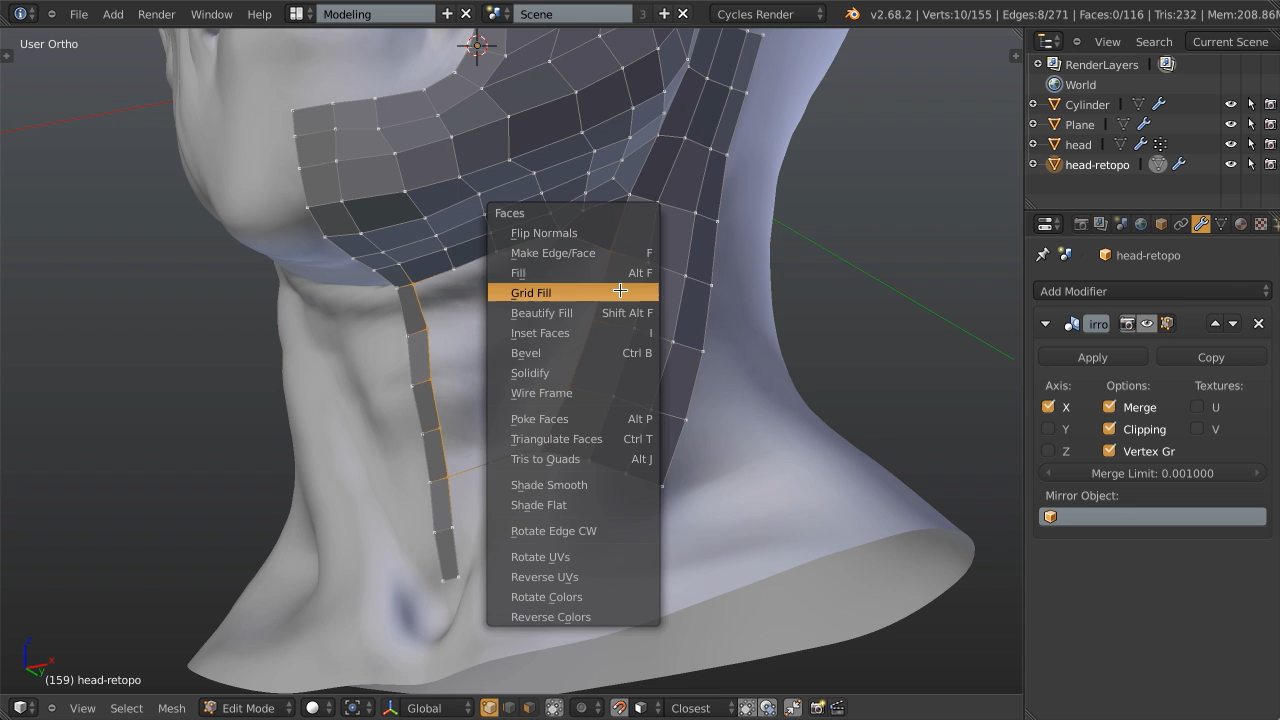 File Add Render Window Help Modeling Scene 3 Cycles Render v2.68.2 | Verts:10/155 | Edges:8/271 | Faces:0/116 | Tris:232 | Mem:208.86M
User Ortho
View Search Current Scene
RenderLayers
World
Cylinder
Plane
head
head-retopo
head-retopo
Add Modifier
irro
Apply Copy
Axis: Options: Textures:
X Merge U
Y Clipping V
Z Vertex Gr
Merge Limit: 0.001000
Mirror Object:
Faces
Flip Normals
Make Edge/Face F
Fill Alt F
Grid Fill
Beautify Fill Shift Alt F
Inset Faces I
Bevel Ctrl B
Solidify
Wire Frame
Poke Faces Alt P
Triangulate Faces Ctrl T
Tris to Quads Alt J
Shade Smooth
Shade Flat
Rotate Edge CW
Rotate UVs
Reverse UVs
Rotate Colors
Reverse Colors
z
x
y
(159) head-retopo
View Select Mesh Edit Mode Global Closest